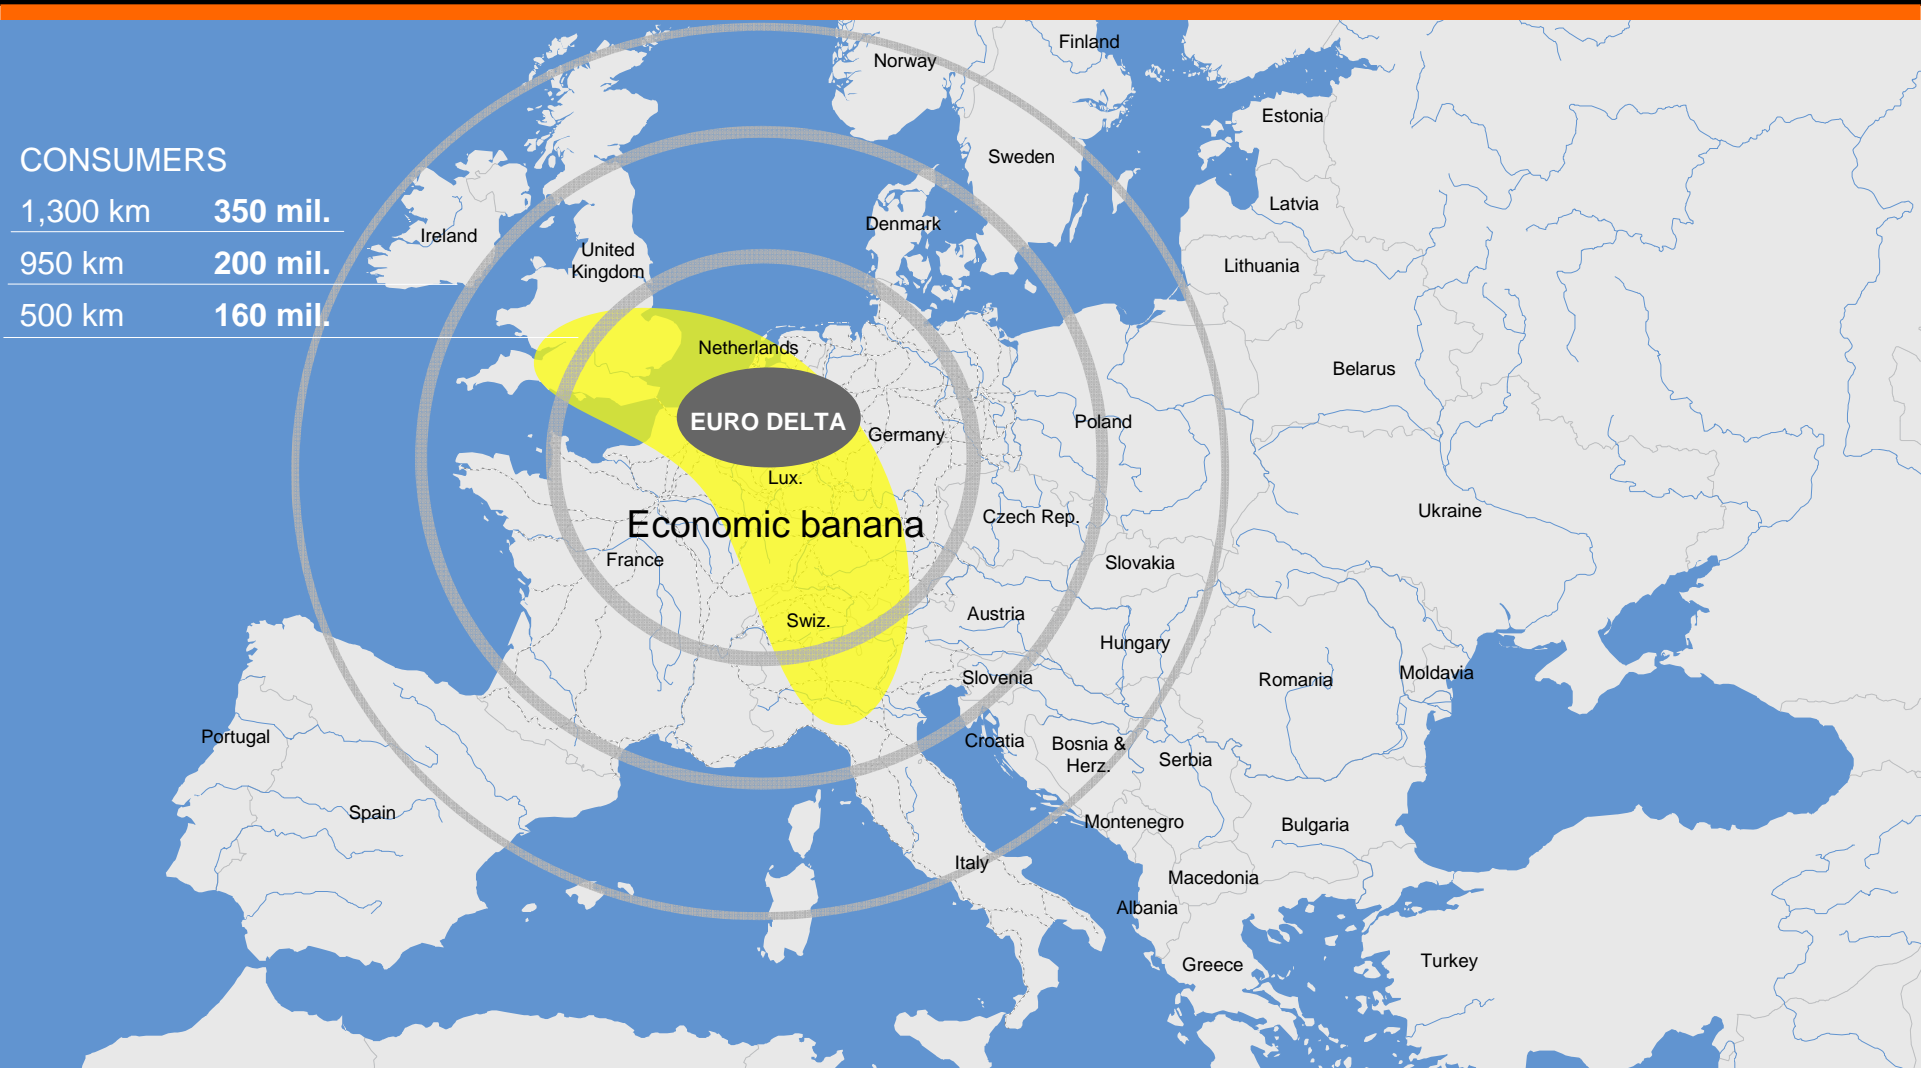 CONSUMERS
1,300 km 350 mil.
950 km 200 mil.
500 km 160 mil.
Finland
Norway
Estonia
Sweden
Latvia
Denmark
Ireland
United
Kingdom
Lithuania
Netherlands
Belarus
EURO DELTA
Poland
Germany
Lux.
Ukraine
Czech Rep.
Economic banana
France
Slovakia
Swiz.
Austria
Hungary
Slovenia
Romania
Moldavia
Portugal
Croatia
Bosnia &
Herz.
Serbia
Spain
Montenegro
Bulgaria
Italy
Macedonia
Albania
Greece
Turkey